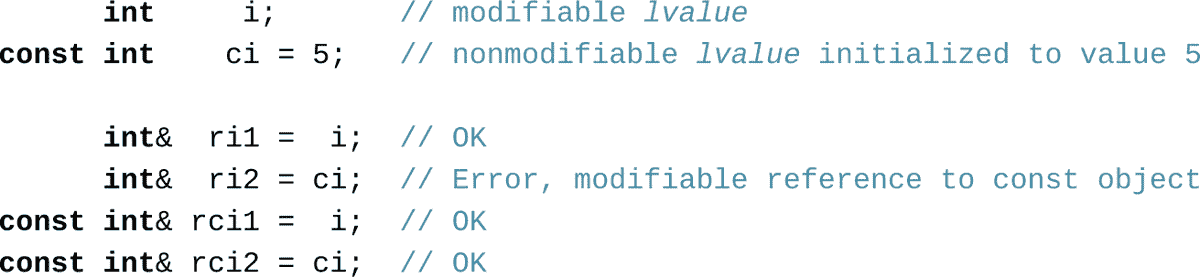 int     i;       // modifiable lvalue
const int    ci = 5;   // nonmodifiable lvalue initialized to value 5

      int&  ri1 =  i;  // OK
      int&  ri2 = ci;  // Error, modifiable reference to const object
const int& rci1 =  i;  // OK
const int& rci2 = ci;  // OK